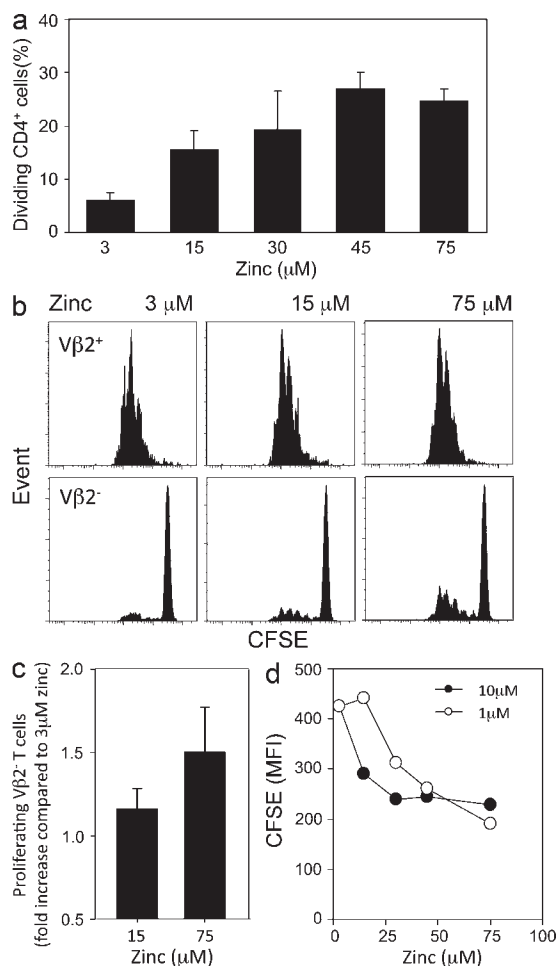 a
Dividing CD4⁺ cells(%)
40
30
20
10
0
3 15 30 45 75
Zinc (μM)
b
Zinc 3 μM 15 μM 75 μM
Vβ2⁺
Vβ2⁻
Event
CFSE
c
Proliferating Vβ2⁻ T cells
(fold increase compared to 3μM zinc)
2.0
1.5
1.0
0.5
15 75
Zinc (μM)
d
CFSE (MFI)
500
400
300
200
100
0
10μM
1μM
0 25 50 75 100
Zinc (μM)